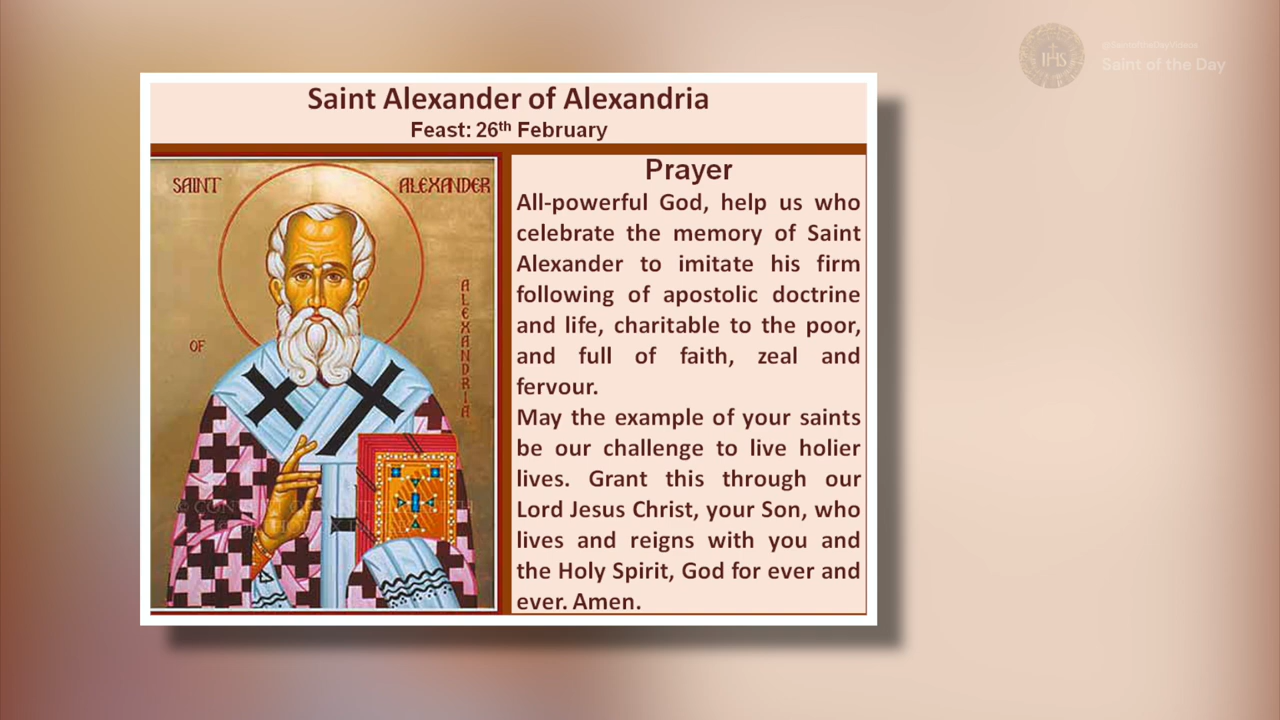 @SaintoftheDayVideos
Saint of the Day
IHS
Saint Alexander of Alexandria
Feast: 26th February
SAINT
ALEXANDER
OF
ALEXANDRIA
Prayer
All-powerful God, help us who
celebrate the memory of Saint
Alexander to imitate his firm
following of apostolic doctrine
and life, charitable to the poor,
and full of faith, zeal and
fervour.
May the example of your saints
be our challenge to live holier
lives. Grant this through our
Lord Jesus Christ, your Son, who
lives and reigns with you and
the Holy Spirit, God for ever and
ever. Amen.